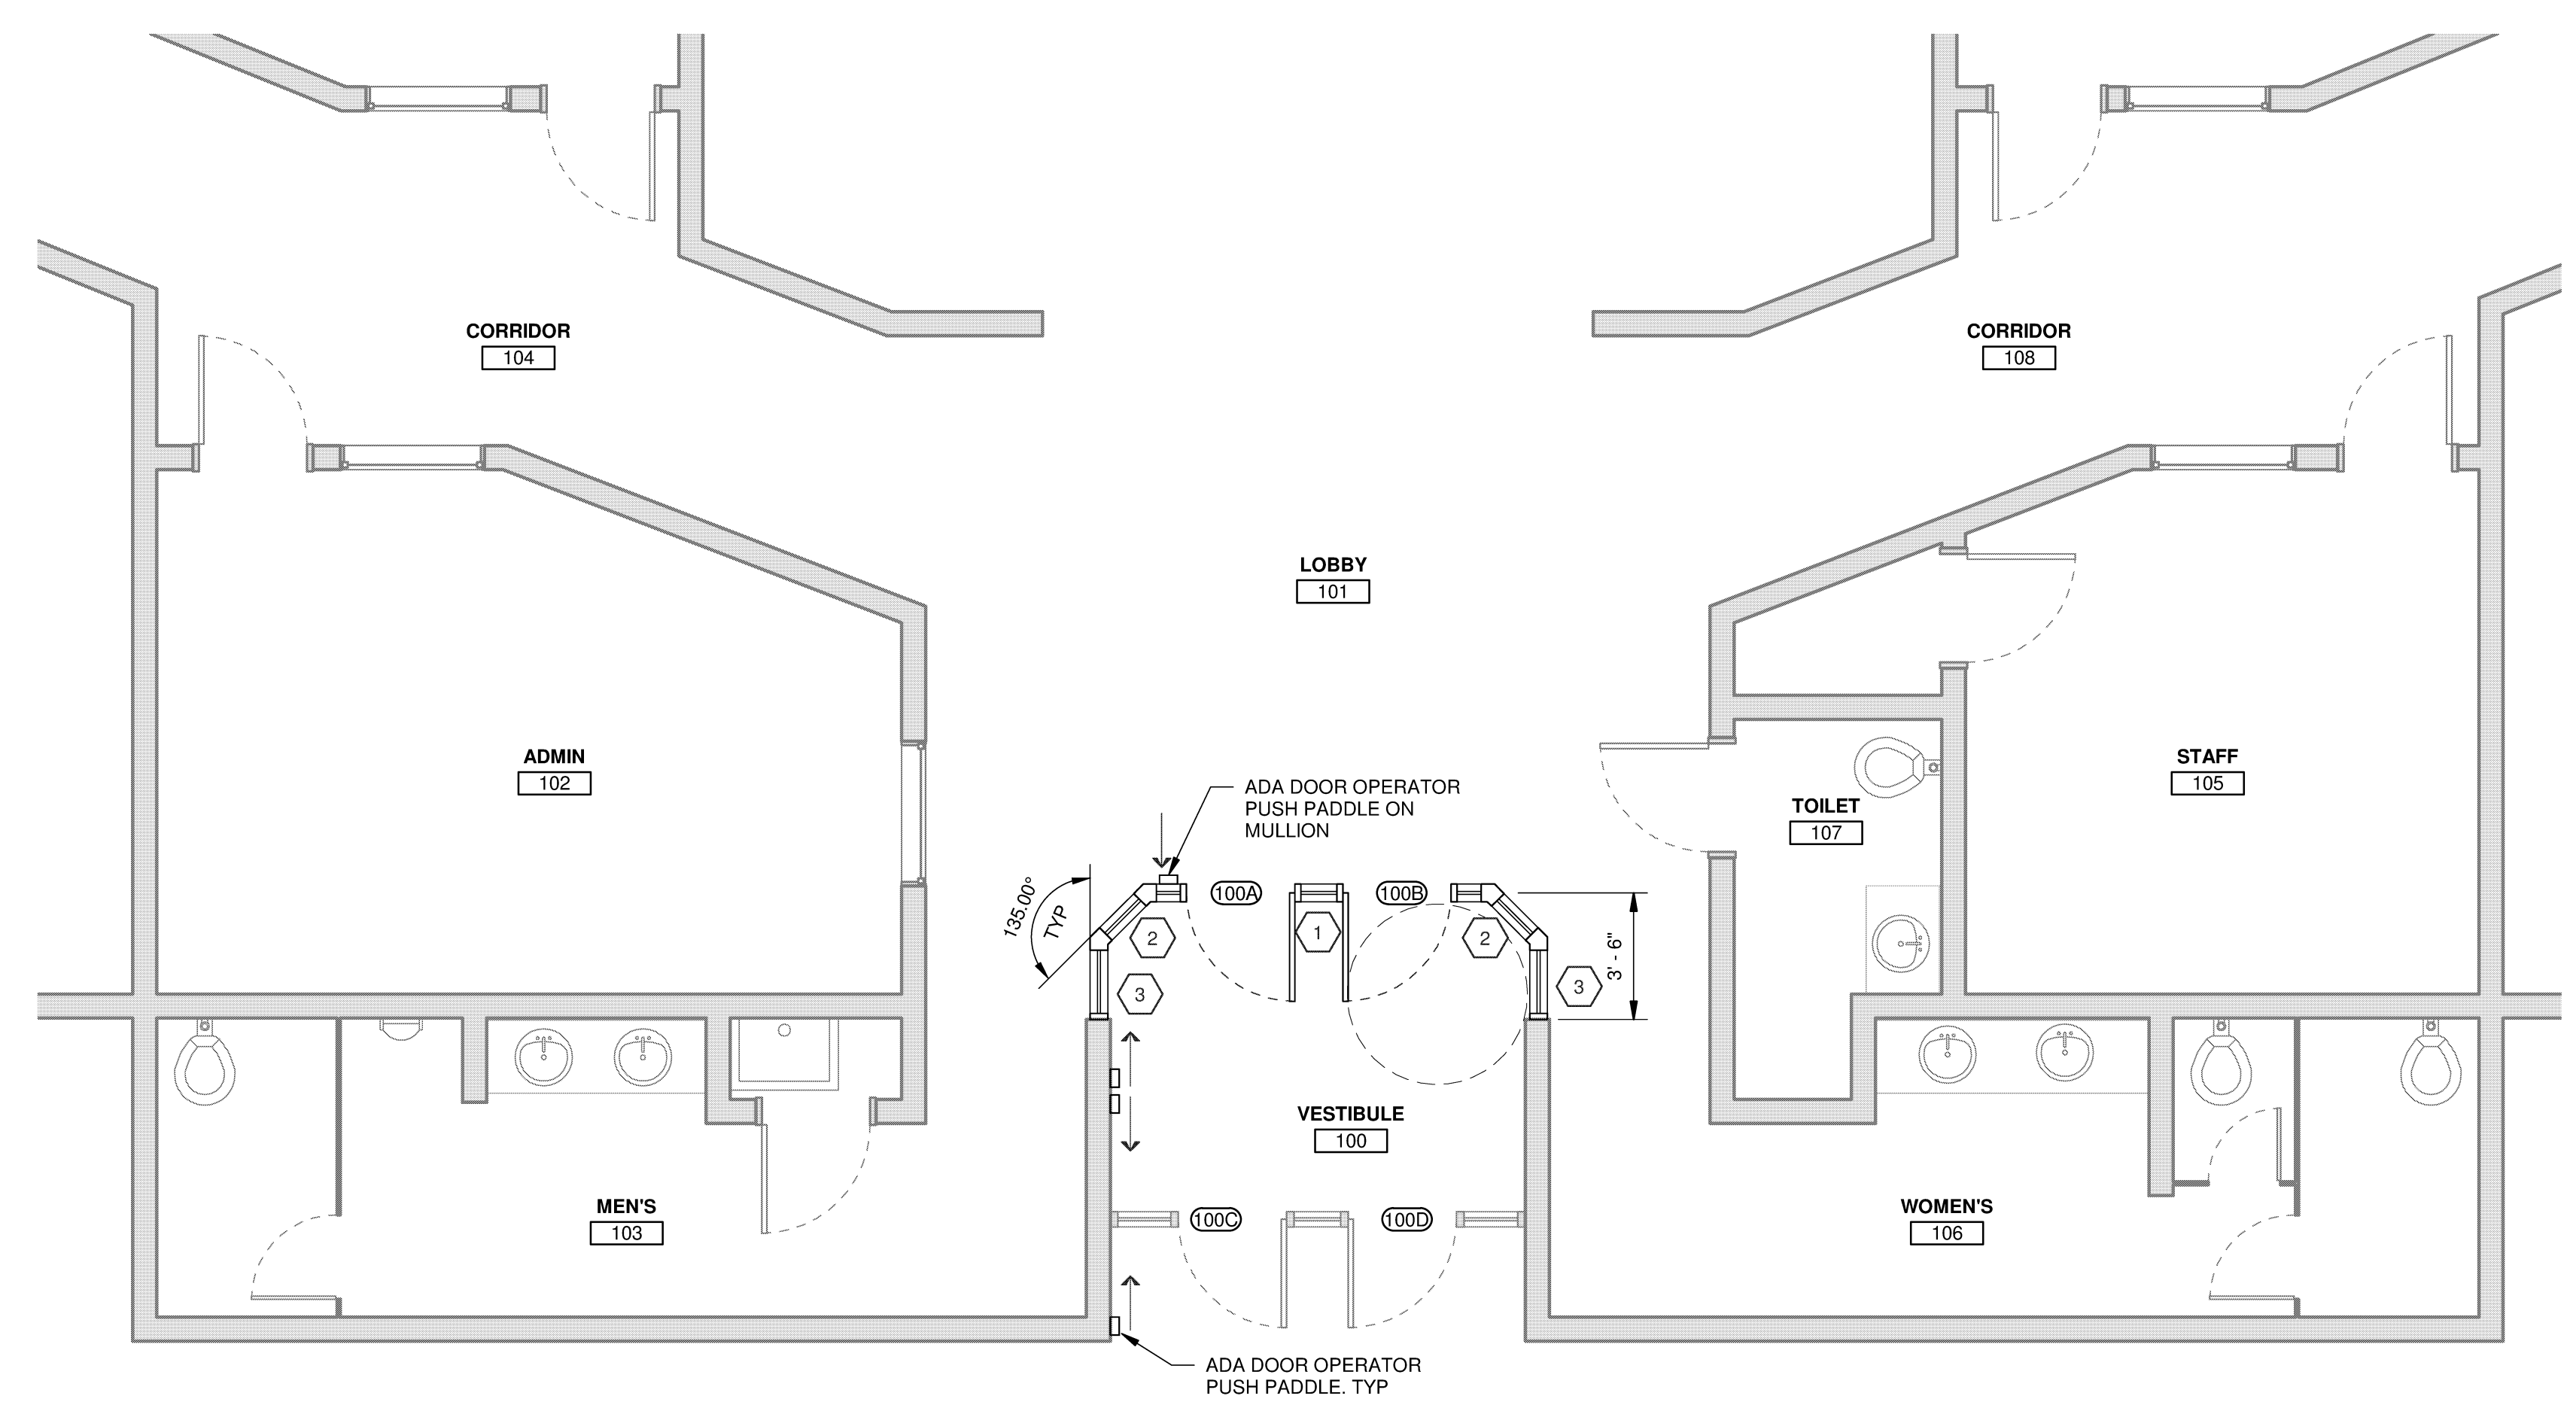 CORRIDOR
104
CORRIDOR
108
LOBBY
101
ADMIN
102
STAFF
105
TOILET
107
ADA DOOR OPERATOR
PUSH PADDLE ON
MULLION
135.00°
TYP
100A
100B
2
1
2
3
3
3' - 6"
VESTIBULE
100
MEN'S
103
WOMEN'S
106
100C
100D
ADA DOOR OPERATOR
PUSH PADDLE. TYP